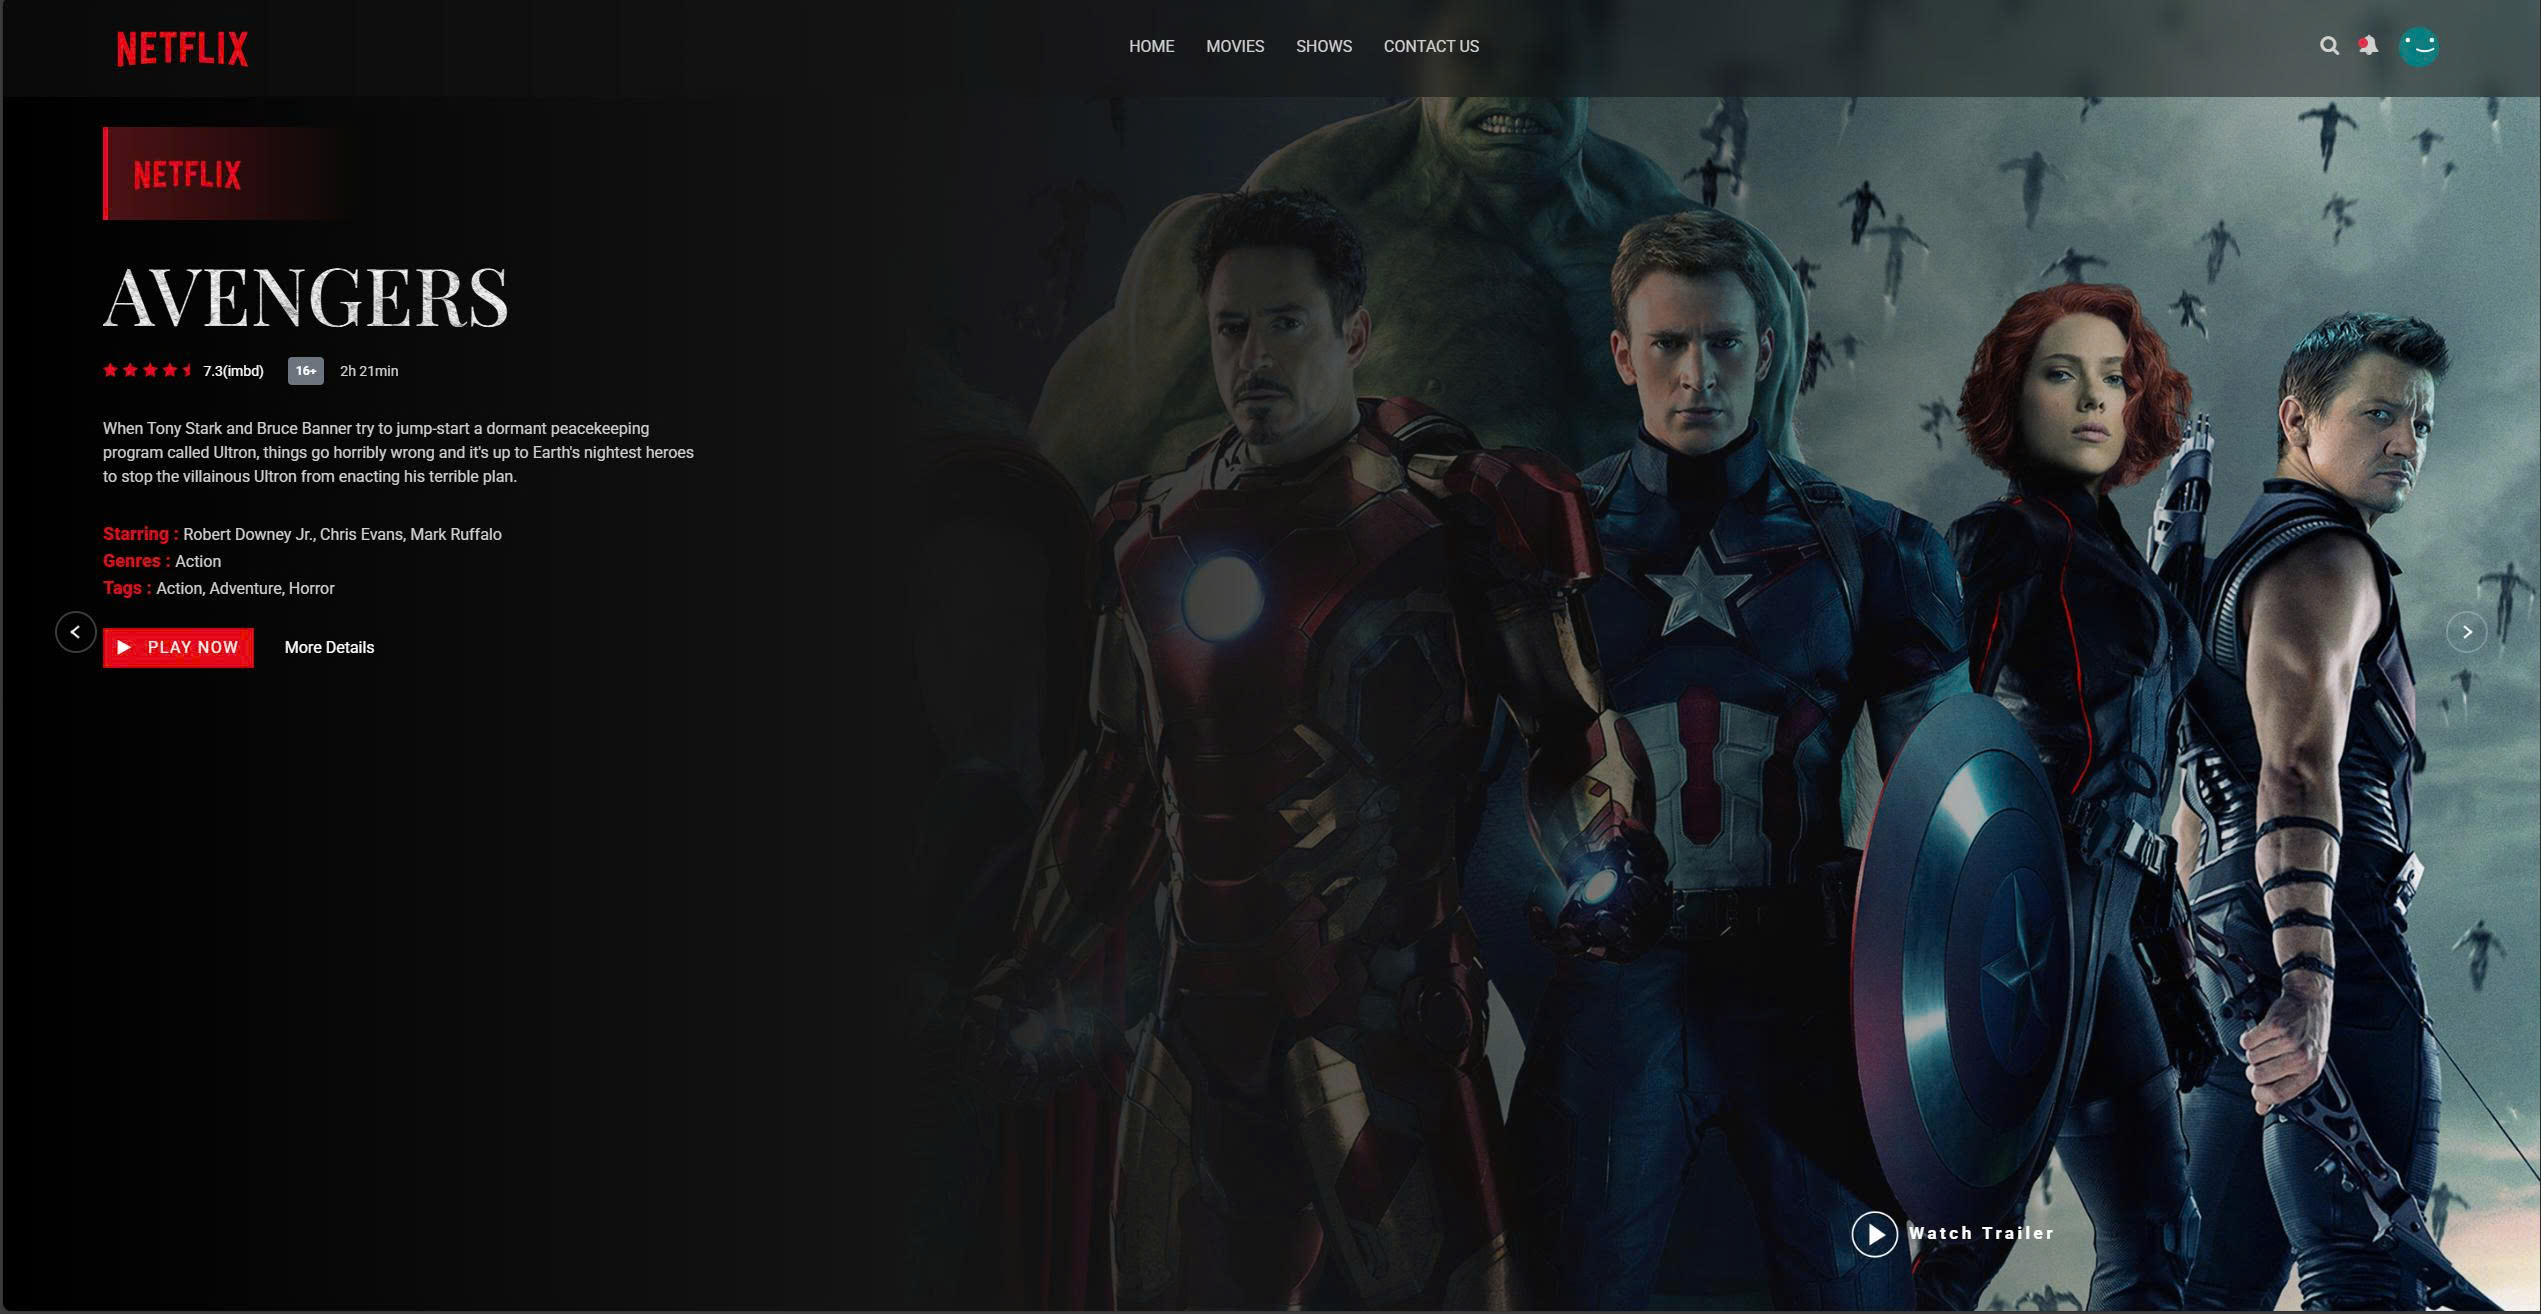 NETFLIX
HOME MOVIES SHOWS CONTACT US
NETFLIX
AVENGERS
7.3(imbd) 16+ 2h 21min
When Tony Stark and Bruce Banner try to jump-start a dormant peacekeeping
program called Ultron, things go horribly wrong and it's up to Earth's nightest heroes
to stop the villainous Ultron from enacting his terrible plan.
Starring : Robert Downey Jr., Chris Evans, Mark Ruffalo
Genres : Action
Tags : Action, Adventure, Horror
PLAY NOW More Details
Watch Trailer